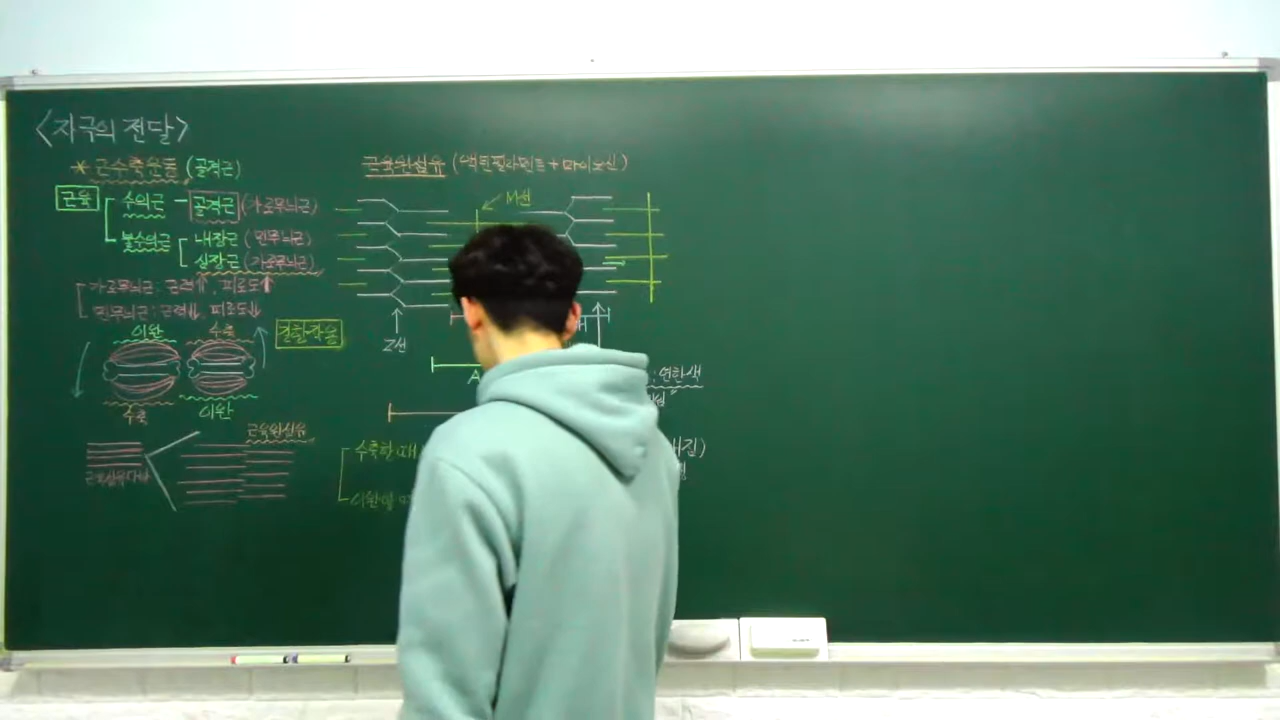 <자극의 전달>
* 근수축운동 (골격근)
근육 수의근 - 골격근 (가로무늬근)
불수의근 내장근 (민무늬근)
심장근 (가로무늬근)
가로무늬근: 근력↑, 피로도↑
민무늬근: 근력↓, 피로도↓
이완 수축
수축 이완
길항작용
근육원섬유
근육섬유다발
근육원섬유 (액틴필라멘트 + 마이오신)
M선
Z선
H
A
: 연한색
수축할 때
이완할